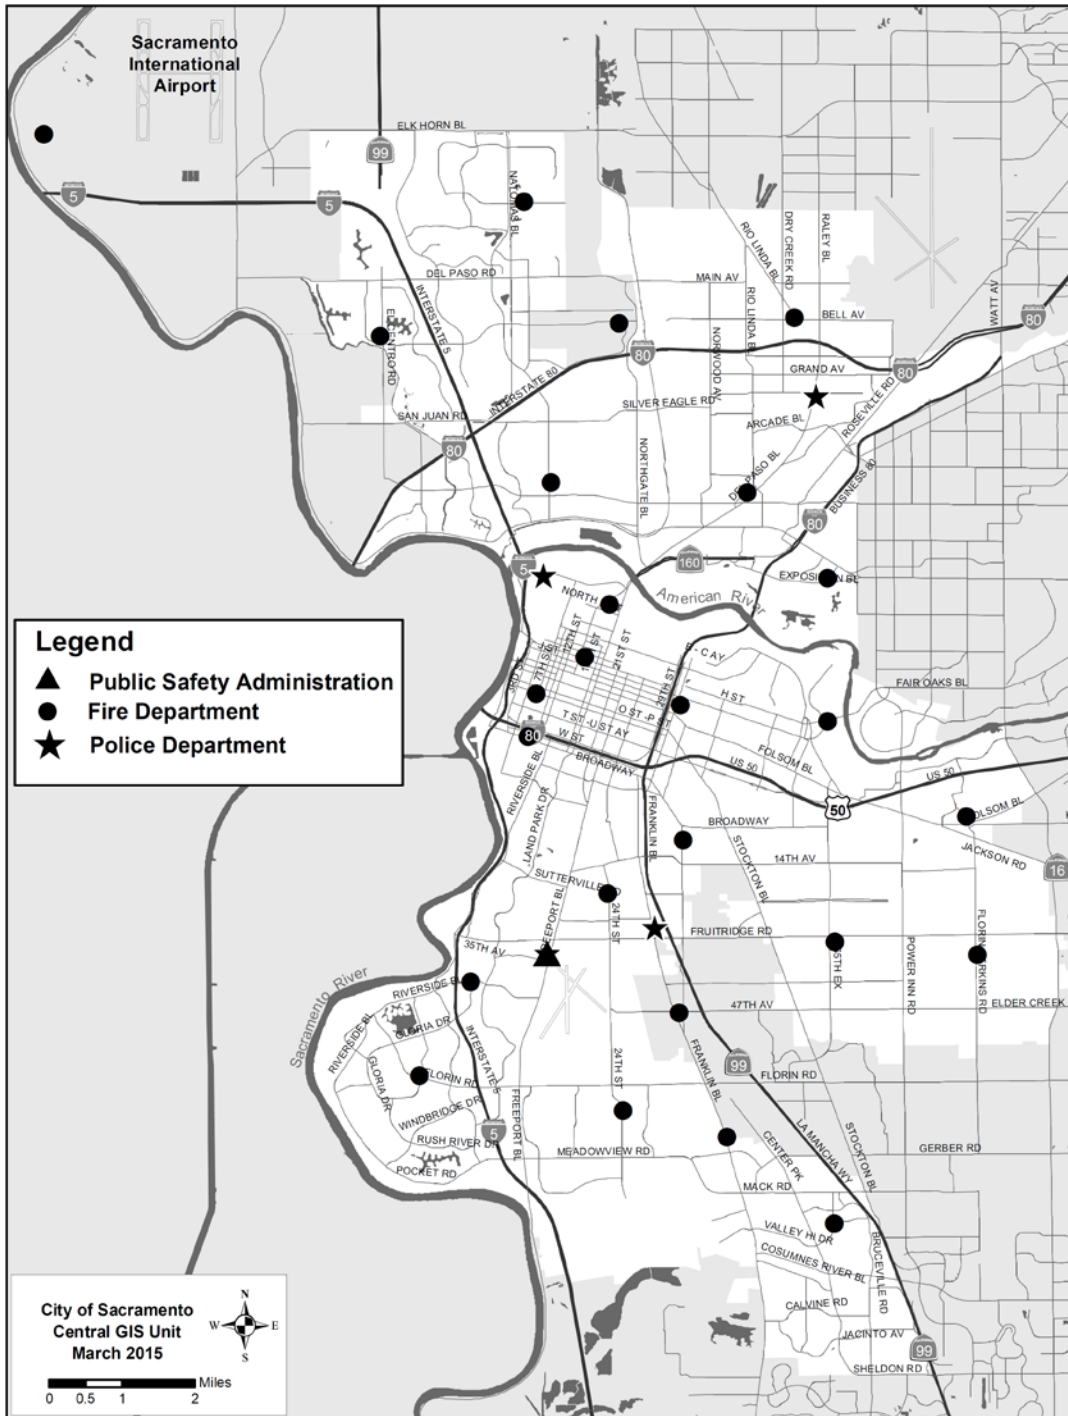 Sacramento
International
Airport
ELK HORN BL
99
5
5
NATOMAS BL
RIO LINDA BL
DRY CREEK RD
RALEY BL
DEL PASO RD
MAIN AV
INTERSTATE 5
EL CENTRO RD
RIO LINDA BL
BELL AV
WATT AV
80
80
NORWOOD AV
GRAND AV
80
INTERSTATE 80
SILVER EAGLE RD
SAN JUAN RD
ARCADE BL
ROSEVILLE RD
80
NORTHGATE BL
DEL PASO BL
BUSINESS 80
80
5
160
EXPOSITION BL
NORTH
American River
12TH ST
21ST ST
3RD ST
7TH ST
29TH ST
H ST
FAIR OAKS BL
Legend
Public Safety Administration
Fire Department
Police Department
T ST-U ST AY
W ST
80
BROADWAY
FOLSOM BL
US 50
US 50
50
RIVERSIDE BL
LAND PARK DR
FRANKLIN BL
BROADWAY
STOCKTON BL
JACKSON RD
16
14TH AV
SUTTERVILLE RD
24TH ST
FREEPORT BL
FRUITRIDGE RD
35TH AV
POWER INN RD
Sacramento River
RIVERSIDE BL
47TH AV
ELDER CREEK
RIVERSIDE BL
GLORIA DR
INTERSTATE 5
GLORIA DR
FLORIN RD
24TH ST
FRANKLIN BL
99
FLORIN RD
WINDBRIDGE DR
FREEPORT BL
RUSH RIVER DR
5
MEADOWVIEW RD
CENTER PK
LA MANCHA WY
STOCKTON BL
GERBER RD
POCKET RD
MACK RD
VALLEY HI DR
COSUMNES RIVER BL
BRUCEVILLE RD
CALVINE RD
JACINTO AV
99
SHELDON RD
City of Sacramento
Central GIS Unit
March 2015
N
W E
S
Miles
0 0.5 1 2